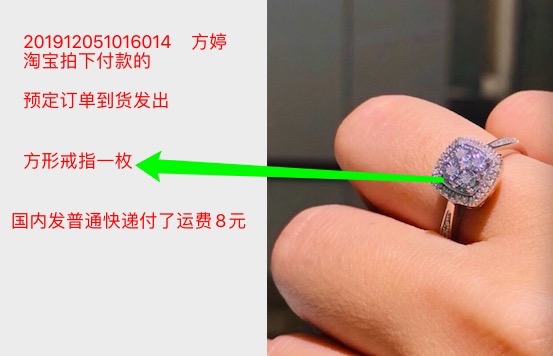 201912051016014 方婷
淘宝拍下付款的
预定订单到货发出
方形戒指一枚
国内发普通快递付了运费8元